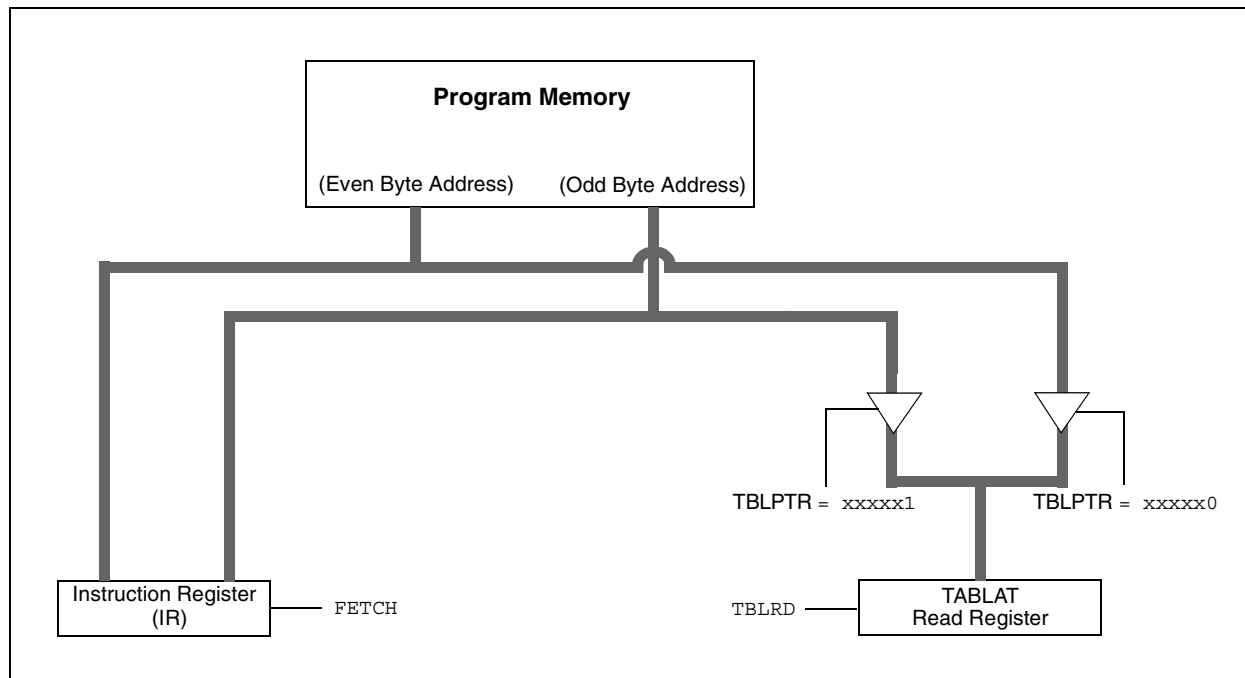 Program Memory
(Even Byte Address) (Odd Byte Address)
TBLPTR = xxxxx1
TBLPTR = xxxxx0
Instruction Register
(IR)
FETCH
TBLRD
TABLAT
Read Register